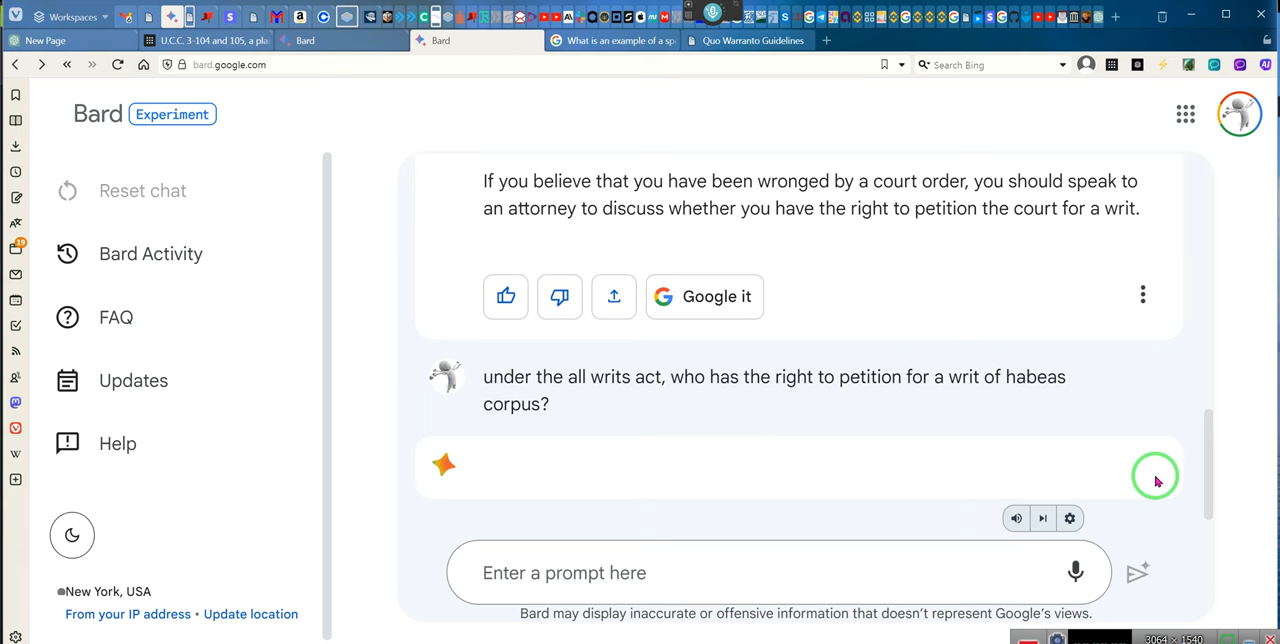 Workspaces
New Page
U.C.C. 3-104 and 105, a pla
Bard
Bard
What is an example of a sp
Quo Warranto Guidelines
bard.google.com
Search Bing
Bard
Experiment
Reset chat
Bard Activity
FAQ
Updates
Help
New York, USA
From your IP address • Update location
If you believe that you have been wronged by a court order, you should speak to
an attorney to discuss whether you have the right to petition the court for a writ.
Google it
under the all writs act, who has the right to petition for a writ of habeas
corpus?
Enter a prompt here
Bard may display inaccurate or offensive information that doesn't represent Google's views.
3064 × 1540